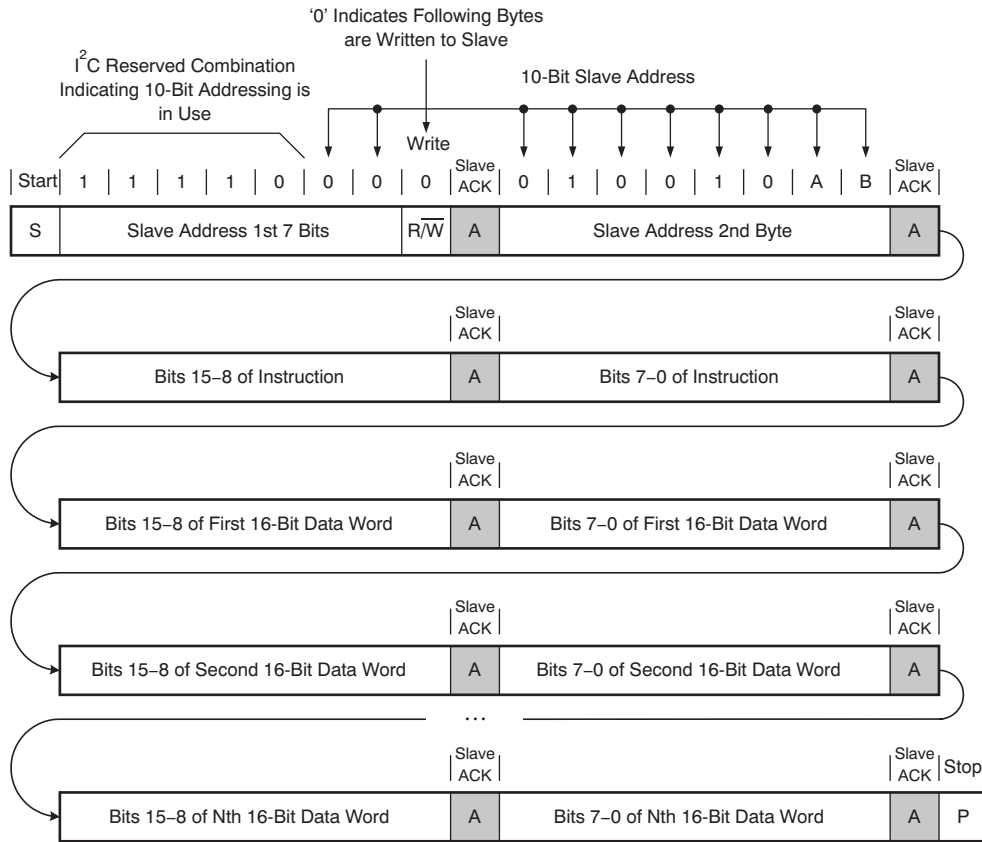 '0' Indicates Following Bytes
are Written to Slave
I2C Reserved Combination
Indicating 10-Bit Addressing is
in Use
10-Bit Slave Address
Write
Start 1 1 1 1 0 0 0 0 Slave ACK 0 1 0 0 1 0 A B Slave ACK
S Slave Address 1st 7 Bits R/W A Slave Address 2nd Byte A
Slave ACK Slave ACK
Bits 15–8 of Instruction A Bits 7–0 of Instruction A
Slave ACK Slave ACK
Bits 15–8 of First 16-Bit Data Word A Bits 7–0 of First 16-Bit Data Word A
Slave ACK Slave ACK
Bits 15–8 of Second 16-Bit Data Word A Bits 7–0 of Second 16-Bit Data Word A
...
Slave ACK Slave ACK Stop
Bits 15–8 of Nth 16-Bit Data Word A Bits 7–0 of Nth 16-Bit Data Word A P